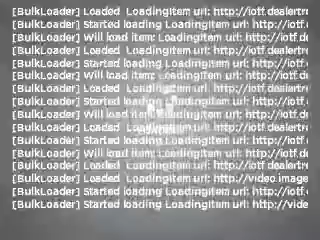 [BulkLoader] Loaded LoadingItem url: http://iotf.dealertr
[BulkLoader] Started loading LoadingItem url: http://iotf.
[BulkLoader] Will load item: LoadingItem url: http://iotf.de
[BulkLoader] Loaded LoadingItem url: http://iotf.dealertr
[BulkLoader] Started loading LoadingItem url: http://iotf.
[BulkLoader] Will load item: LoadingItem url: http://iotf.de
[BulkLoader] Loaded LoadingItem url: http://iotf.dealertr
[BulkLoader] Started loading LoadingItem url: http://iotf.
[BulkLoader] Will load item: LoadingItem url: http://iotf.de
[BulkLoader] Loaded LoadingItem url: http://iotf.dealertr
[BulkLoader] Started loading LoadingItem url: http://iotf.
[BulkLoader] Will load item: LoadingItem url: http://iotf.de
[BulkLoader] Loaded LoadingItem url: http://iotf.dealertr
[BulkLoader] Loaded LoadingItem url: http://video.image
[BulkLoader] Started loading LoadingItem url: http://iotf.
[BulkLoader] Started loading LoadingItem url: http://vide